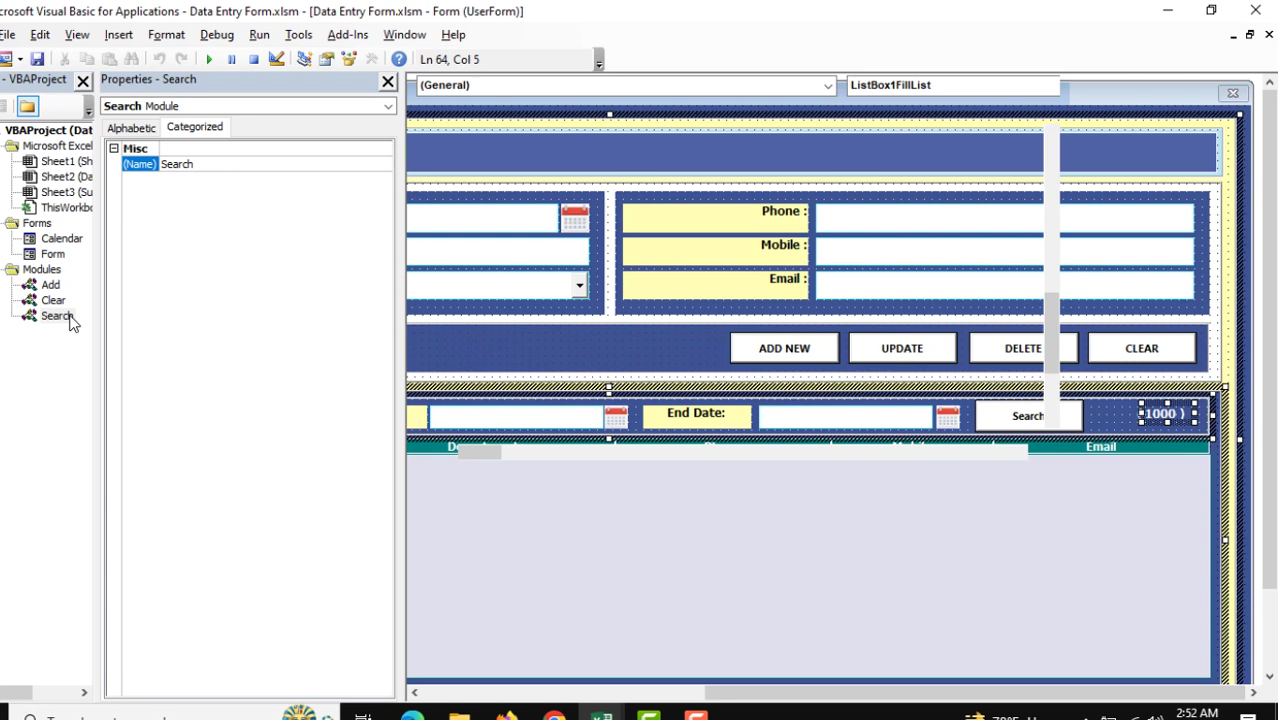 crosoft Visual Basic for Applications - Data Entry Form.xlsm - [Data Entry Form.xlsm - Form (UserForm)]
File Edit View Insert Format Debug Run Tools Add-Ins Window Help
Ln 64, Col 5
- VBAProject
Properties - Search
(General)
ListBox1FillList
Search Module
Alphabetic Categorized
Misc
(Name) Search
VBAProject (Dat
Microsoft Excel
Sheet1 (Sh
Sheet2 (Da
Sheet3 (Su
ThisWorkb
Forms
Calendar
Form
Modules
Add
Clear
Search
Phone :
Mobile :
Email :
ADD NEW UPDATE DELETE CLEAR
End Date:
Search
1000 )
Email
2:52 AM